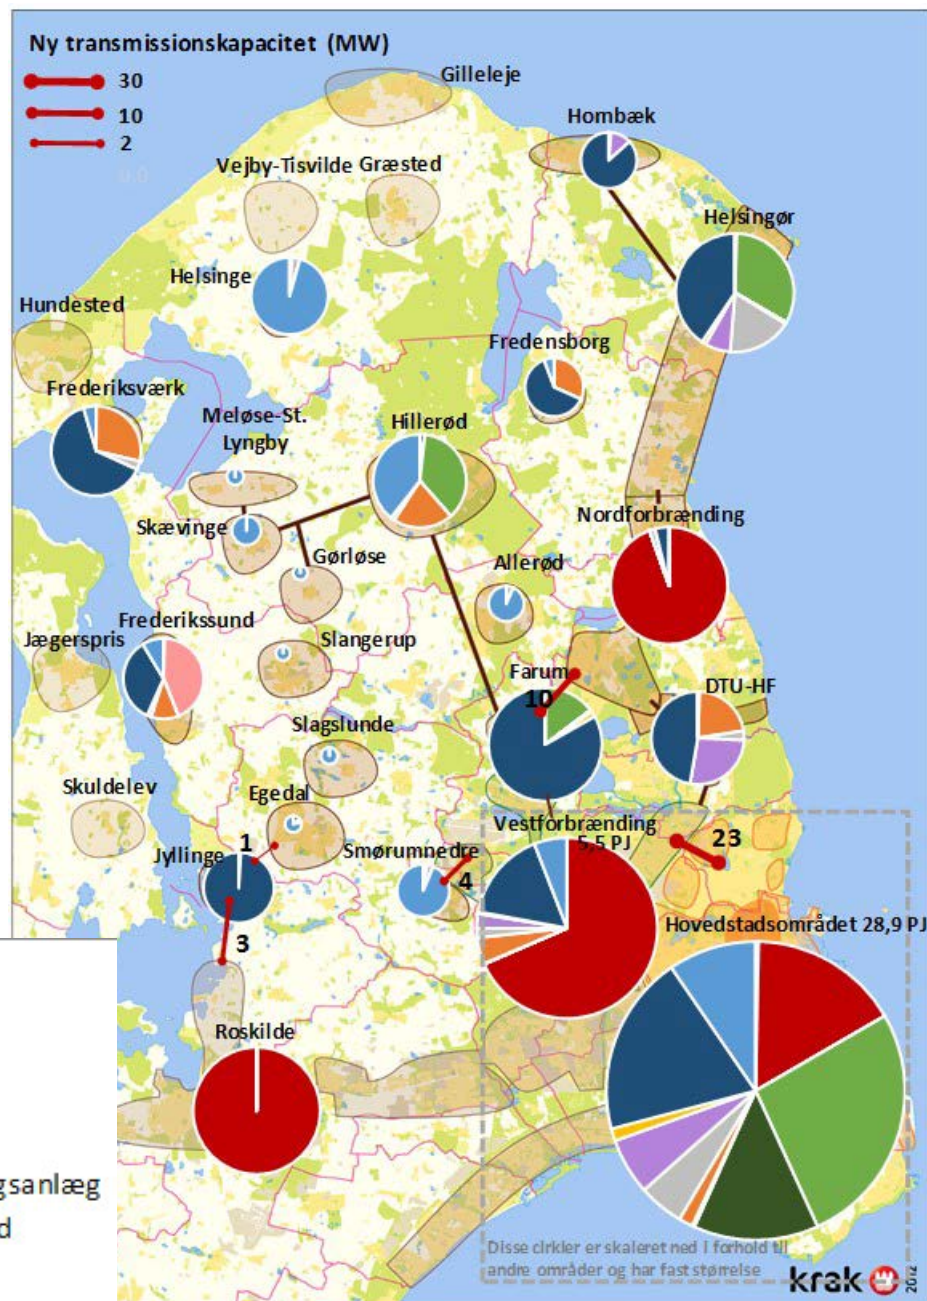 Ny transmissionskapacitet (MW)
30
10
2
0.0
Gilleleje
Hornbæk
Vejby-Tisvilde
Græsted
Helsingør
Helsinge
Hundested
Fredensborg
Frederiksværk
Meløse-St.
Lyngby
Hillerød
Nordforbrænding
Skævinge
Gørløse
Allerød
Frederikssund
Jægerspris
Slangerup
Farum
10
DTU-HF
Slagslunde
Skuldelev
Egedal
Vestforbrænding
5,5 PJ
23
1
Jyllinge
Smørumnedre
4
3
Hovedstadsområdet 28,9 PJ
Roskilde
gsanlæg
d
Disse cirkler er skaleret ned i forhold til
andre områder og har fast størrelse
krak
2012